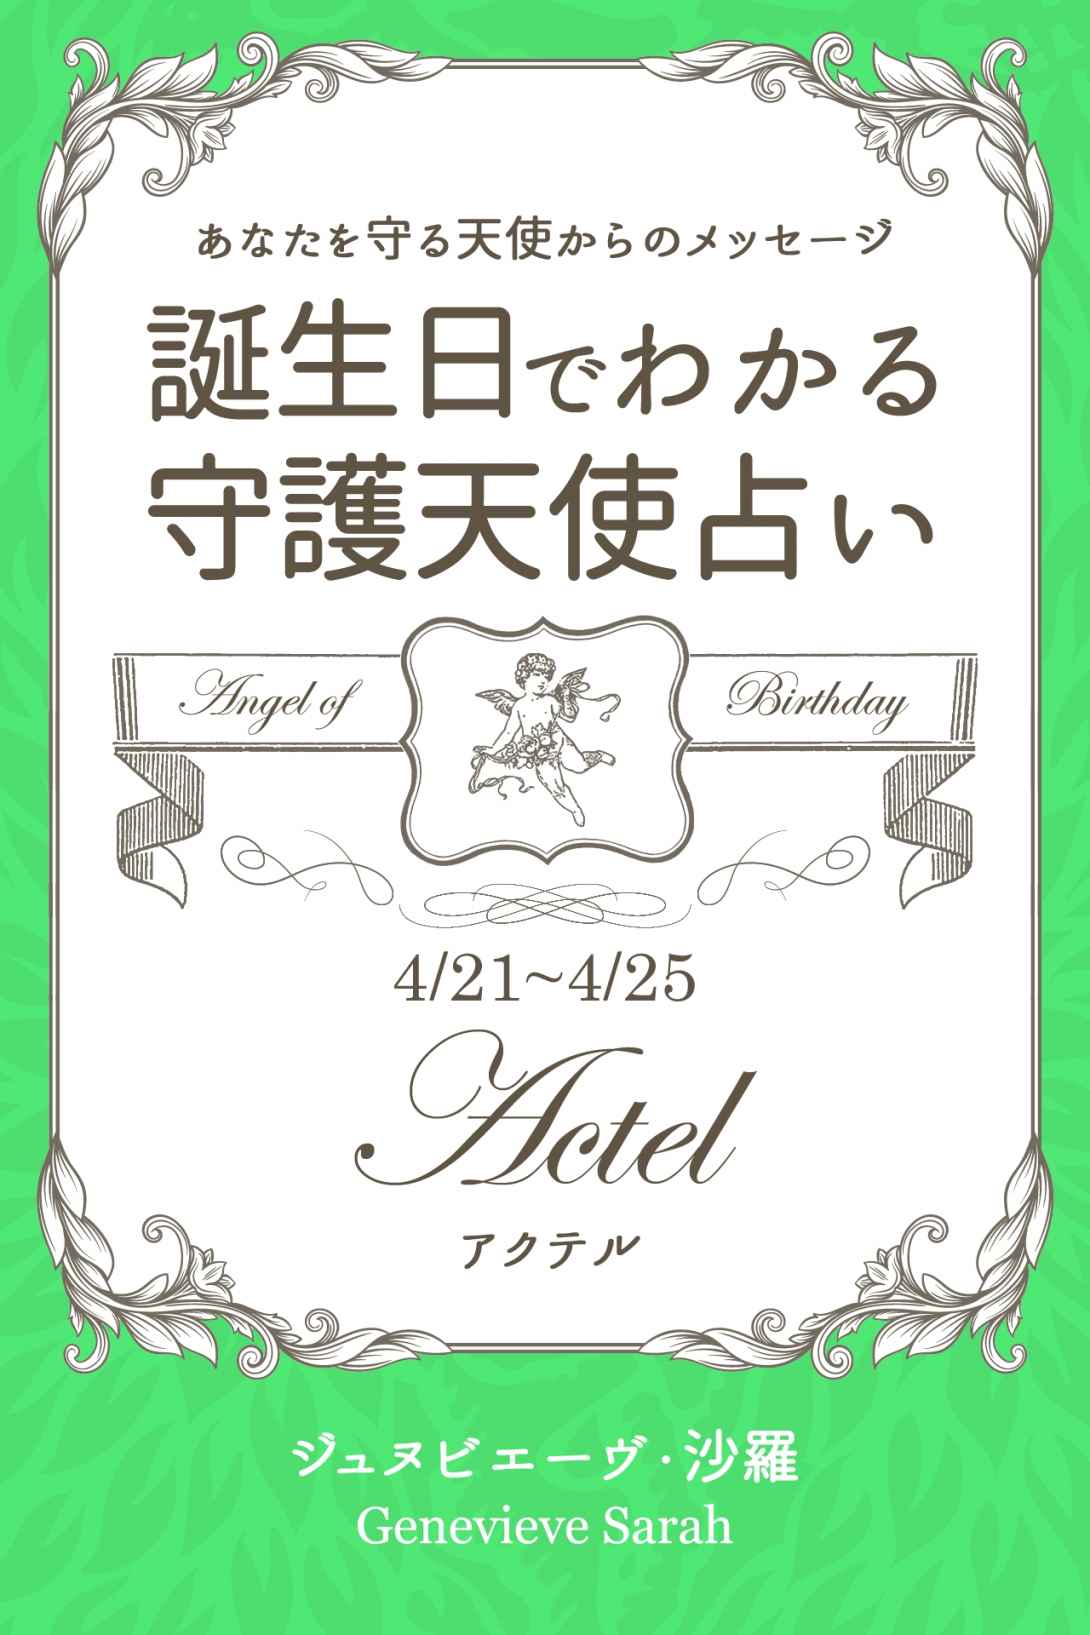 あなたを守る天使からのメッセージ
誕生日でわかる
守護天使占い
Angel of Birthday
4/21~4/25
Actel
アクテル
ジュヌビエーヴ・沙羅
Genevieve Sarah